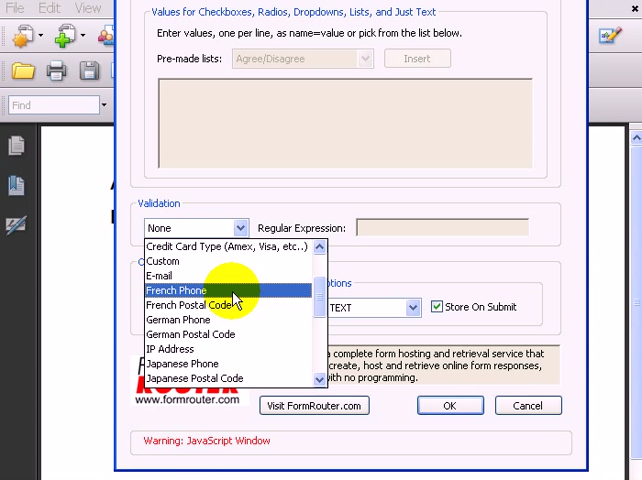 File Edit View
Values for Checkboxes, Radios, Dropdowns, Lists, and Just Text
Enter values, one per line, as name=value or pick from the list below.
Pre-made lists: Agree/Disagree Insert
Find
Validation
None Regular Expression:
Credit Card Type (Amex, Visa, etc..)
Custom
E-mail
French Phone
French Postal Code
German Phone
German Postal Code
IP Address
Japanese Phone
Japanese Postal Code
TEXT Store On Submit
a complete form hosting and retrieval service that
create, host and retrieve online form responses,
with no programming.
www.formrouter.com
Visit FormRouter.com OK Cancel
Warning: JavaScript Window